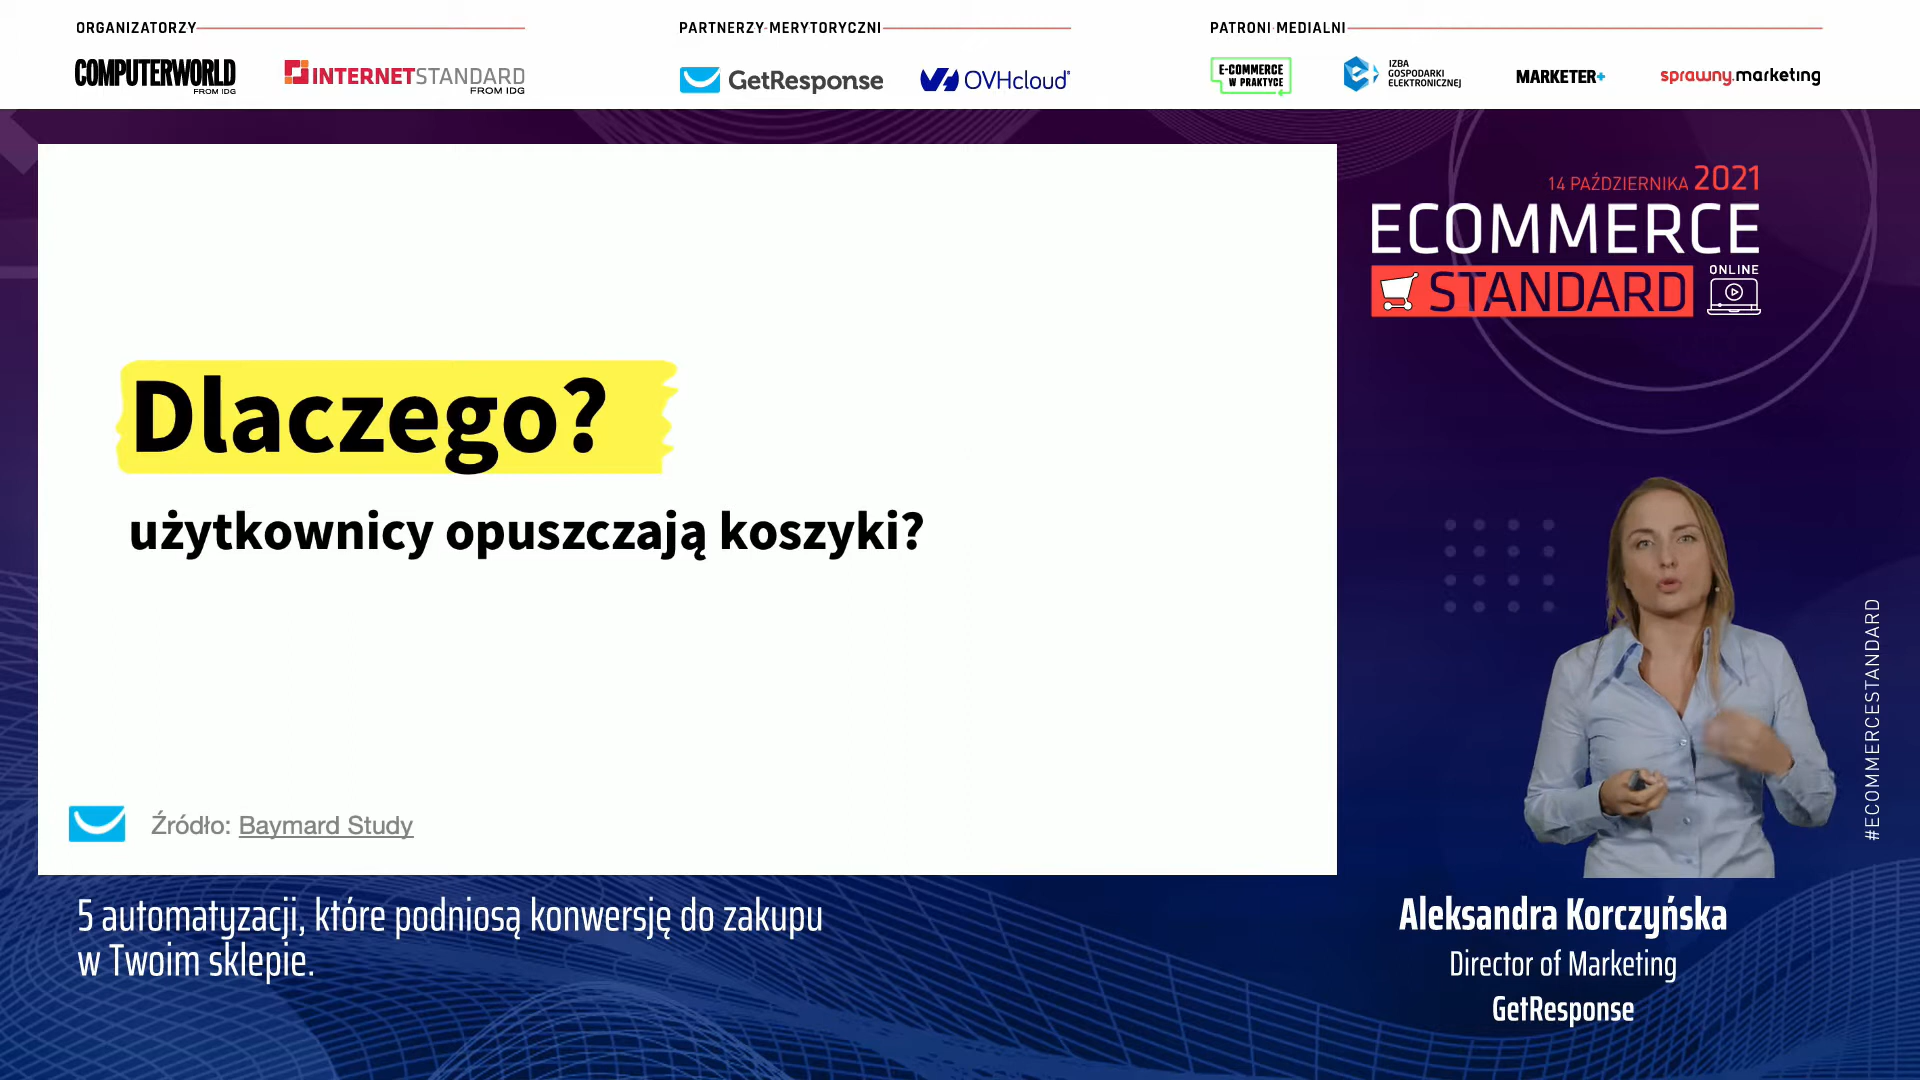 ORGANIZATORZY
COMPUTERWORLD
FROM IDG
INTERNETSTANDARD
FROM IDG
PARTNERZY MERYTORYCZNI
GetResponse
OVHcloud
PATRONI MEDIALNI
E-COMMERCE
W PRAKTYCE
IZBA
GOSPODARKI
ELEKTRONICZNEJ
MARKETER+
sprawny.marketing
14 PAŹDZIERNIKA 2021
ECOMMERCE
STANDARD
ONLINE
Dlaczego?
użytkownicy opuszczają koszyki?
Źródło: Baymard Study
#ECOMMERCESTANDARD
5 automatyzacji, które podniosą konwersję do zakupu
w Twoim sklepie.
Aleksandra Korczyńska
Director of Marketing
GetResponse